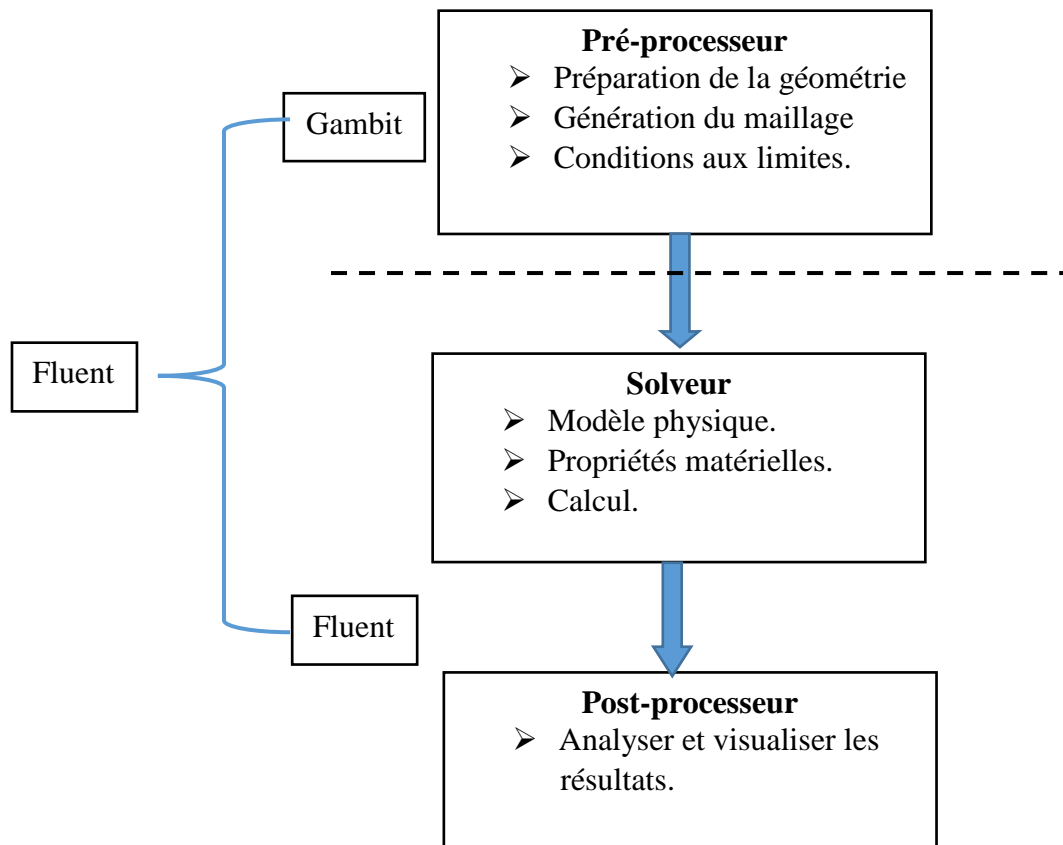 Pré-processeur
➢ Préparation de la géométrie
➢ Génération du maillage
➢ Conditions aux limites.
Gambit
Fluent
Solveur
➢ Modèle physique.
➢ Propriétés matérielles.
➢ Calcul.
Fluent
Post-processeur
➢ Analyser et visualiser les
résultats.